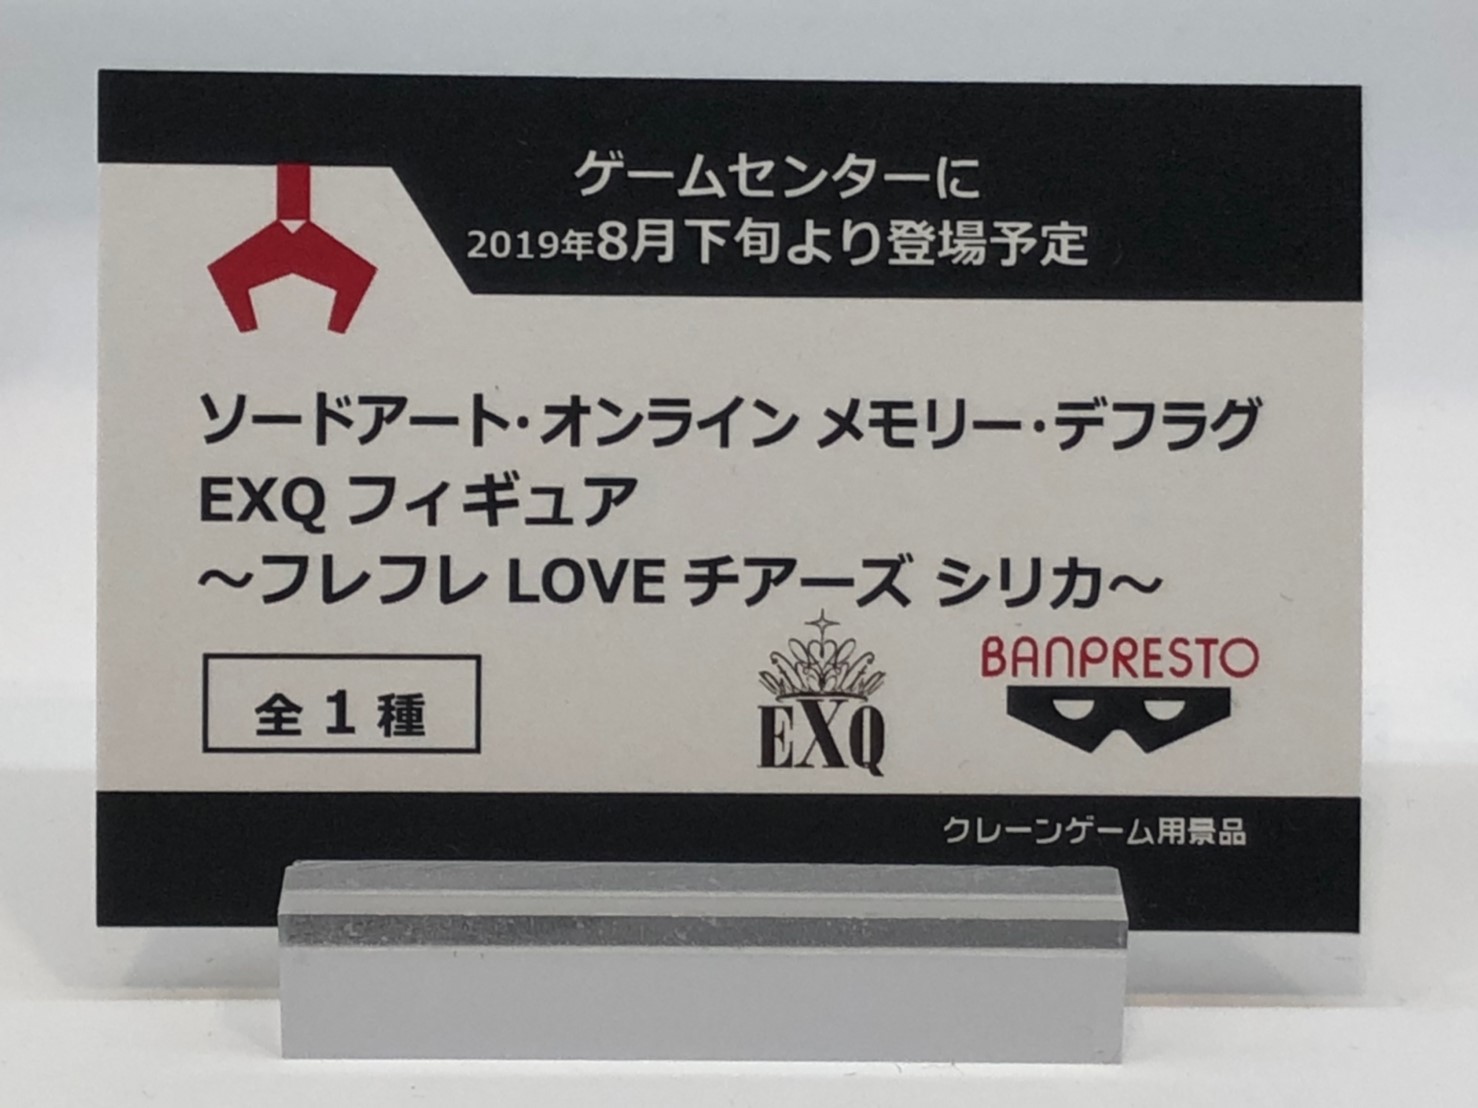 ゲームセンターに
2019年8月下旬より登場予定
ソードアート・オンライン メモリー・デフラグ
EXQ フィギュア
～フレフレ LOVE チアーズ シリカ～
全 1 種
EXQ
BANPRESTO
クレーンゲーム用景品